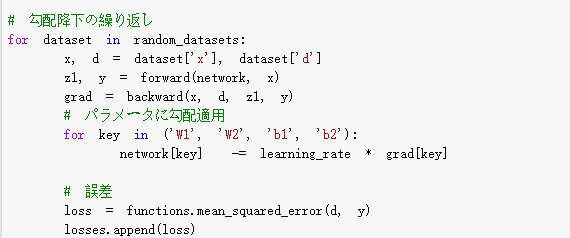 # 勾配降下の繰り返し
for dataset in random_datasets:
    x, d = dataset['x'], dataset['d']
    z1, y = forward(network, x)
    grad = backward(x, d, z1, y)
    # パラメータに勾配適用
    for key in ('W1', 'W2', 'b1', 'b2'):
        network[key]  -= learning_rate * grad[key]
    # 誤差
    loss = functions.mean_squared_error(d, y)
    losses.append(loss)